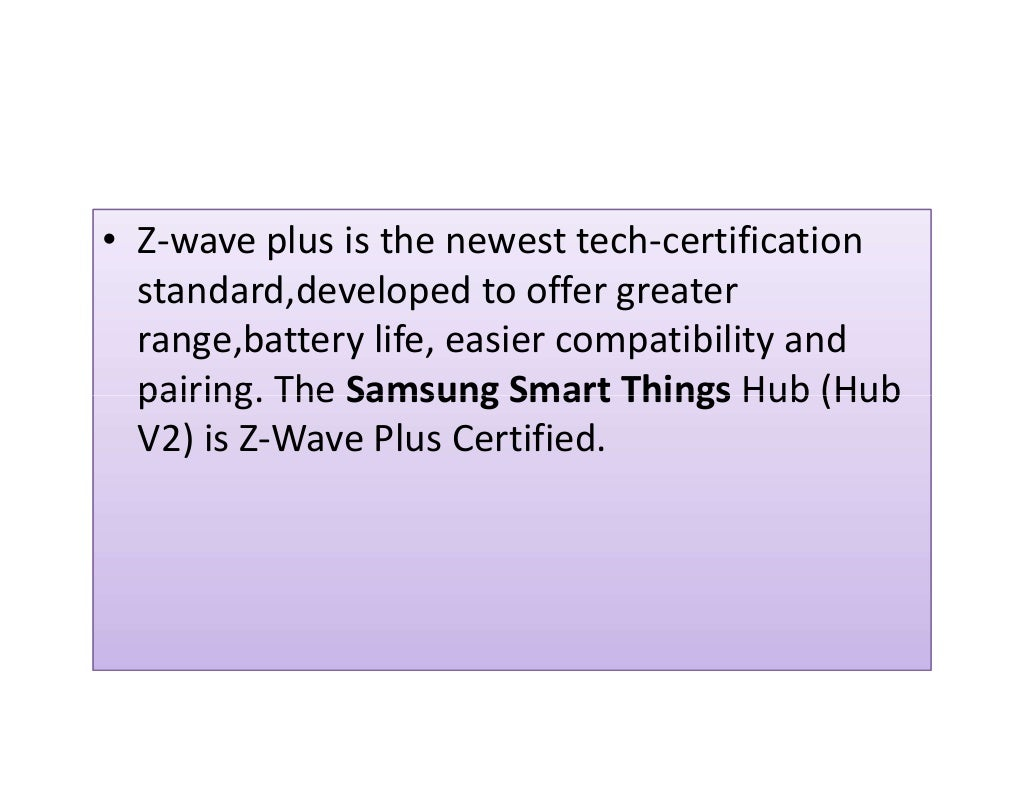 • Z-wave plus is the newest tech-certification
standard,developed to offer greater
range,battery life, easier compatibility and
pairing. The Samsung Smart Things Hub (Hub
V2) is Z-Wave Plus Certified.